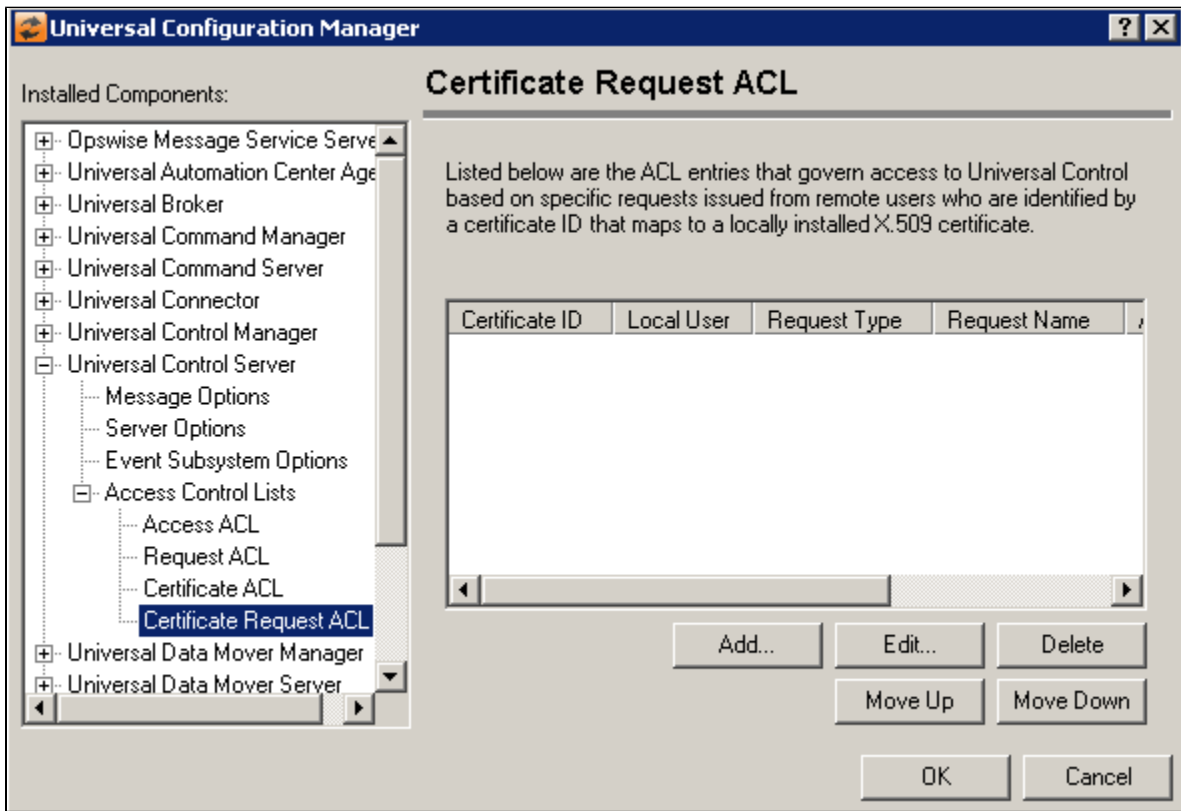 Universal Configuration Manager
Installed Components:
Opswise Message Service Serve
Universal Automation Center Age
Universal Broker
Universal Command Manager
Universal Command Server
Universal Connector
Universal Control Manager
Universal Control Server
Message Options
Server Options
Event Subsystem Options
Access Control Lists
Access ACL
Request ACL
Certificate ACL
Certificate Request ACL
Universal Data Mover Manager
Universal Data Mover Server
Certificate Request ACL
Listed below are the ACL entries that govern access to Universal Control
based on specific requests issued from remote users who are identified by
a certificate ID that maps to a locally installed X.509 certificate.
Certificate ID Local User Request Type Request Name
Add... Edit... Delete
Move Up Move Down
OK Cancel